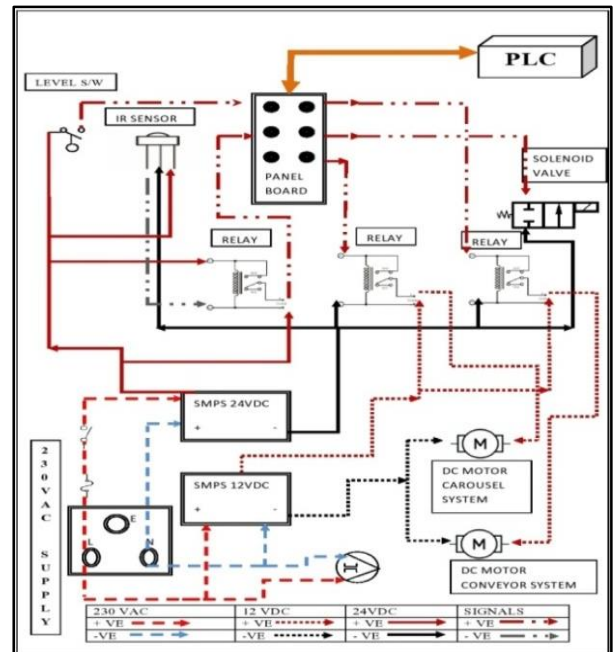 PLC
LEVEL S/W
IR SENSOR
PANEL
BOARD
SOLENOID
VALVE
RELAY
RELAY
RELAY
SMPS 24VDC
+ -
SMPS 12VDC
+ -
230VAC SUPPLY
E
L
N
M
DC MOTOR
CAROUSEL
SYSTEM
M
DC MOTOR
CONVEYOR SYSTEM
230 VAC 12 VDC 24VDC SIGNALS
+ VE + VE + VE + VE
-VE -VE - VE - VE